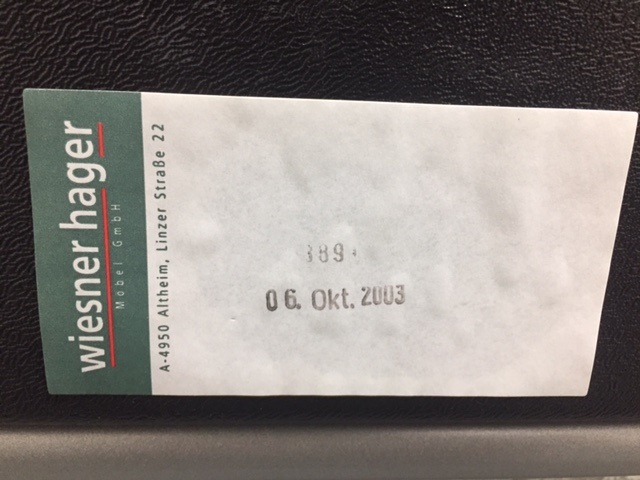 wiesner hager
Möbel GmbH
A-4950 Altheim, Linzer Straße 22
06. Okt. 2003